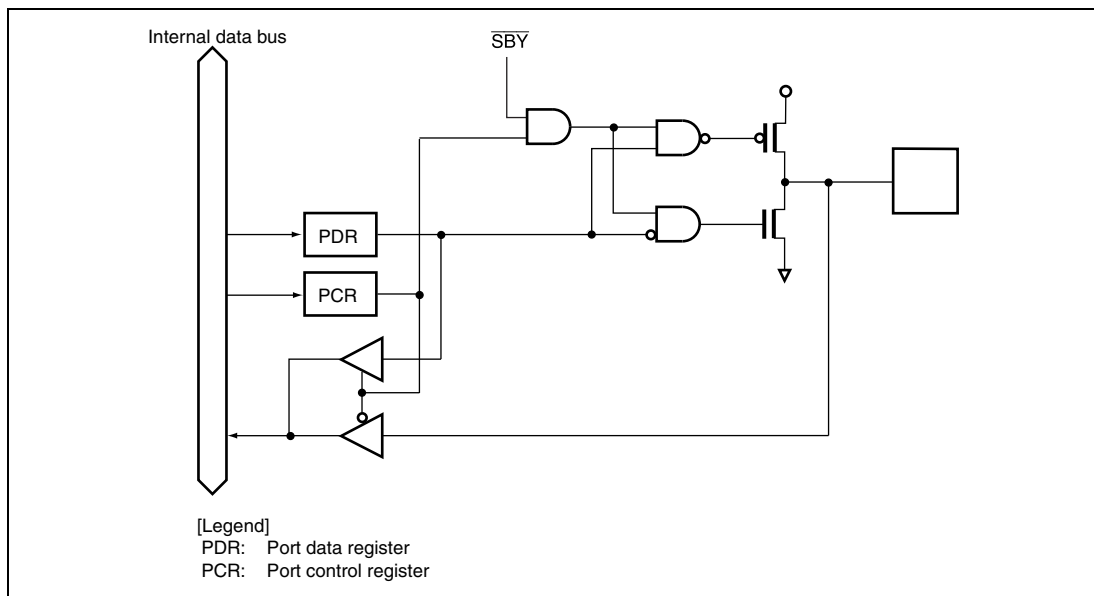 Internal data bus
SBY
PDR
PCR
[Legend]
PDR: Port data register
PCR: Port control register